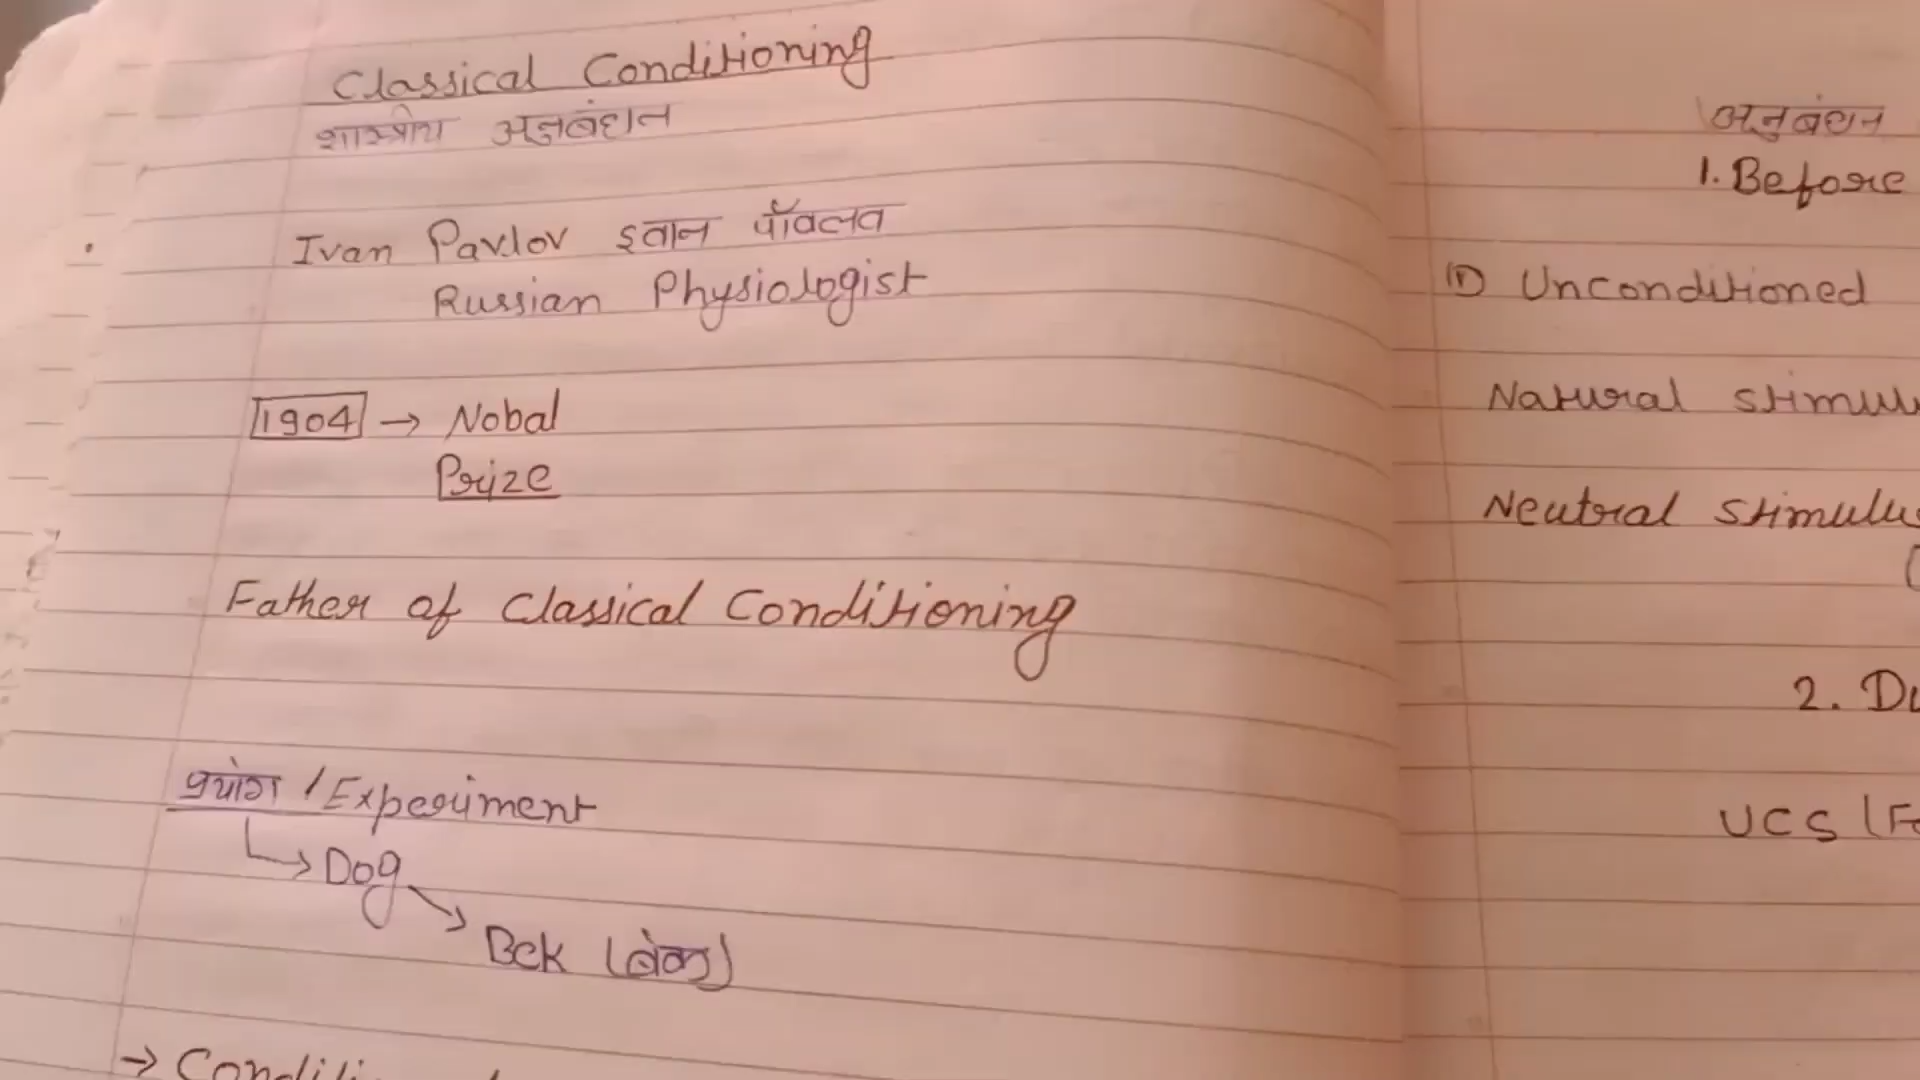 Classical Conditioning
शास्त्रीय अनुबंधन
Ivan Pavlov इवान पॉवलव
Russian Physiologist
1904 → Nobal
Prize
Father of Classical Conditioning
प्रयोग / Experiment
Dog
Bek (बेक)
→
अनुबंधन
1. Before
① Unconditioned
Natural
Neutral
2.
UCS